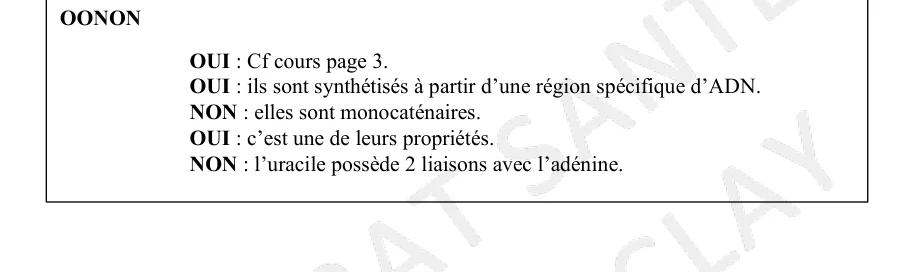 OONON
OUI : Cf cours page 3.
OUI : ils sont synthétisés à partir d’une région spécifique d’ADN.
NON : elles sont monocaténaires.
OUI : c’est une de leurs propriétés.
NON : l’uracile possède 2 liaisons avec l’adénine.